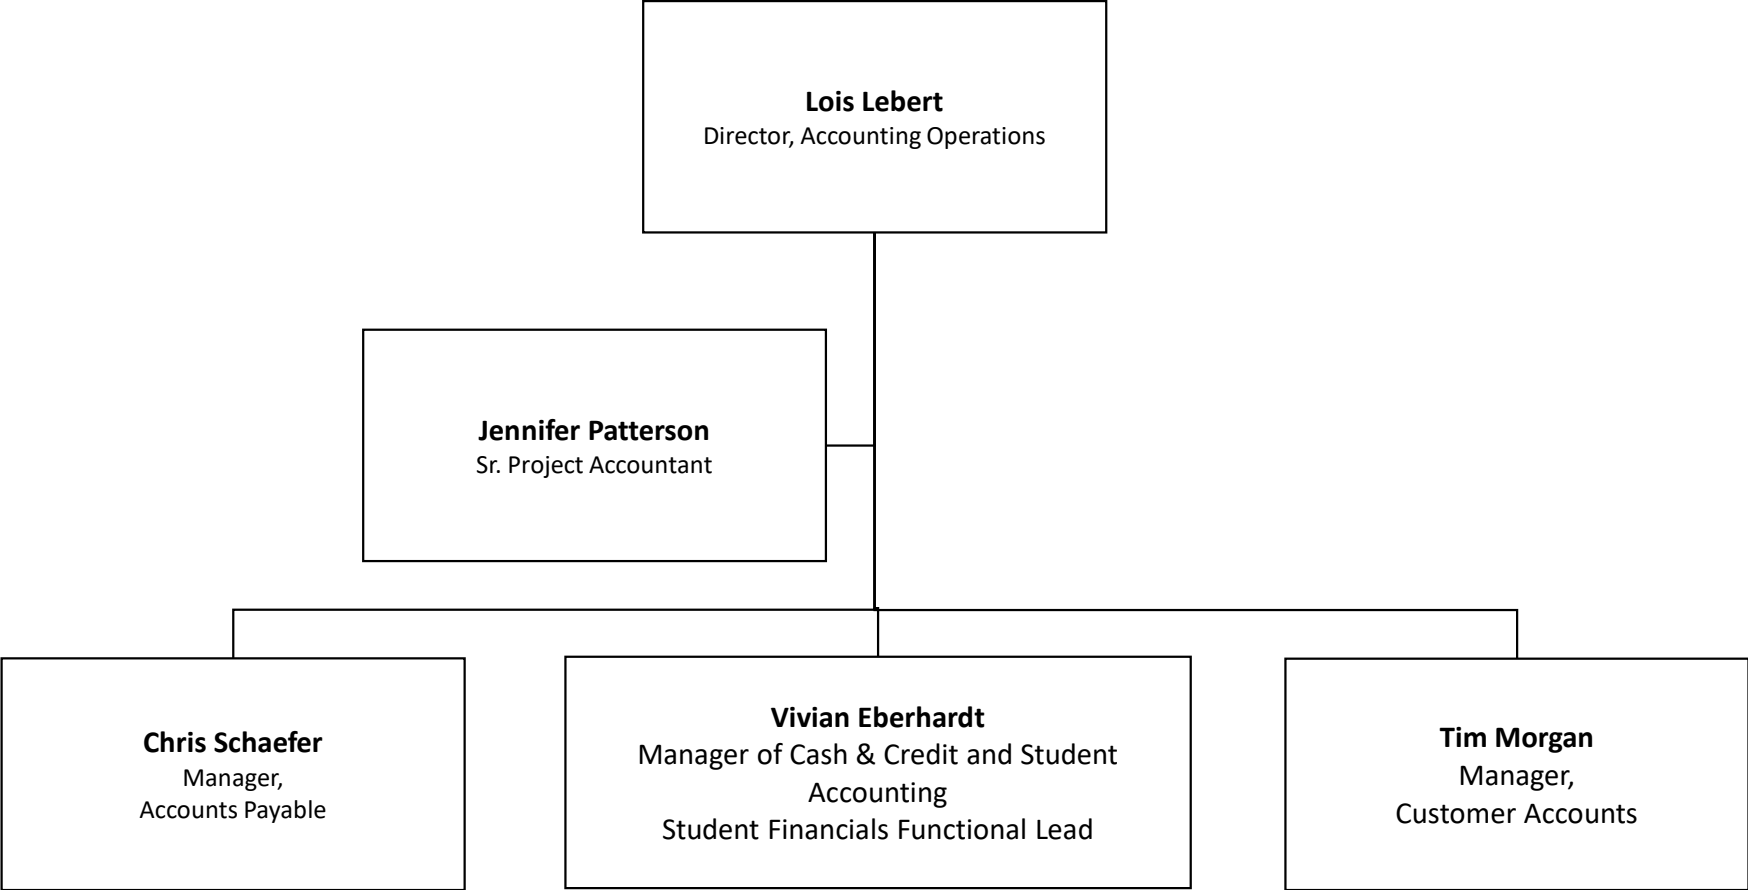 Lois Lebert
Director, Accounting Operations
Jennifer Patterson
Sr. Project Accountant
Chris Schaefer
Manager,
Accounts Payable
Vivian Eberhardt
Manager of Cash & Credit and Student
Accounting
Student Financials Functional Lead
Tim Morgan
Manager,
Customer Accounts